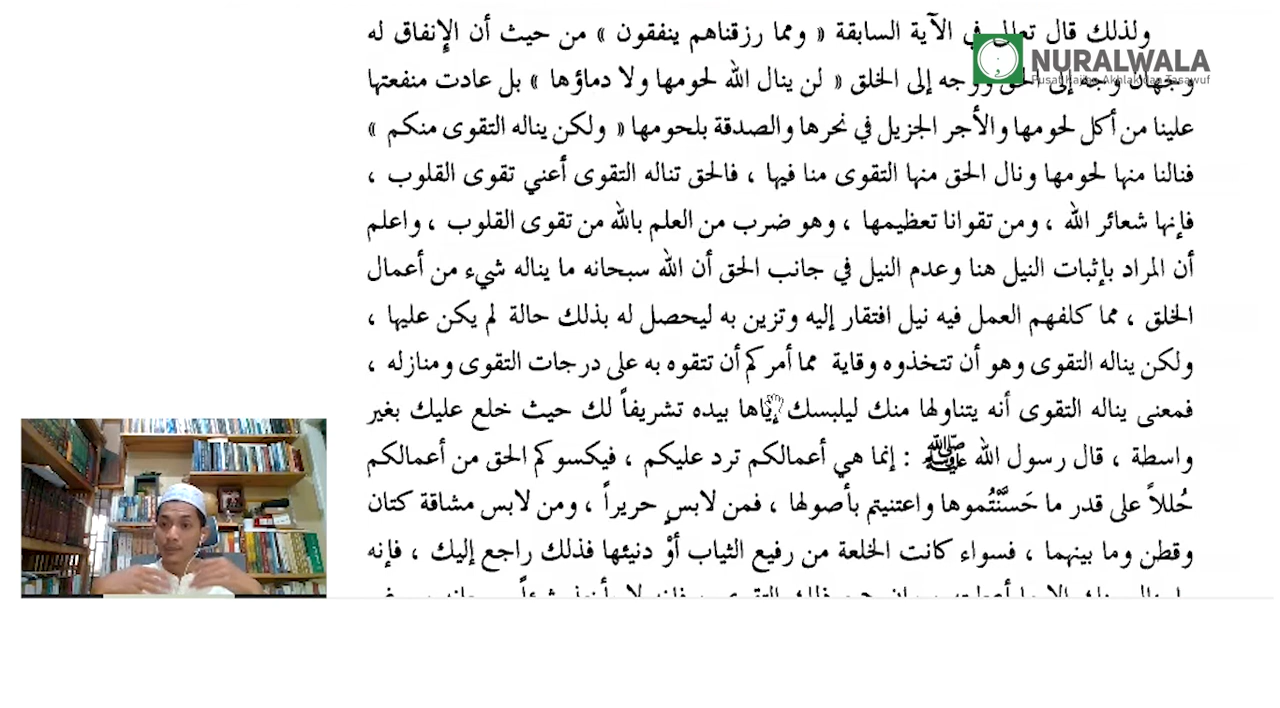 ولذلك قال تعالى في الآية السابقة « ومما رزقناهم ينفقون » من حيث أن الإنفاق له
وجهان وجه إلى الحق ووجه إلى الخلق « لن ينال الله لحومها ولا دماؤها » بل عادت منفعتها
علينا من أكل لحومها والأجر الجزيل في نحرها والصدقة بلحومها « ولكن يناله التقوى منكم »
فنالنا منها لحومها ونال الحق منها التقوى منا فيها ، فالحق تناله التقوى أعني تقوى القلوب ،
فإنها شعائر الله ، ومن تقوانا تعظيمها ، وهو ضرب من العلم بالله من تقوى القلوب ، واعلم
أن المراد بإثبات النيل هنا وعدم النيل في جانب الحق أن الله سبحانه ما يناله شيء من أعمال
الخلق ، مما كلفهم العمل فيه نيل افتقار إليه وتزين به ليحصل له بذلك حالة لم يكن عليها ،
ولكن يناله التقوى وهو أن تتخذوه وقاية مما أمركم أن تتقوه به على درجات التقوى ومنازله ،
فمعنى يناله التقوى أنه يتناولها منك ليلبسك إيّاها بيده تشريفاً لك حيث خلع عليك بغير
واسطة ، قال رسول الله ﷺ : إنما هي أعمالكم ترد عليكم ، فيكسوكم الحق من أعمالكم
حُللاً على قدر ما حَسنْتُموها واعتنيتم بأصولها ، فمن لابسٍ حريراً ، ومن لابس مشاقة كتان
وقطن وما بينهما ، فسواء كانت الخلعة من رفيع الثياب أوْ دنيئها فذلك راجع إليك ، فإنه
NURALWALA
Pusat Kajian Akhlak dan Tasawuf